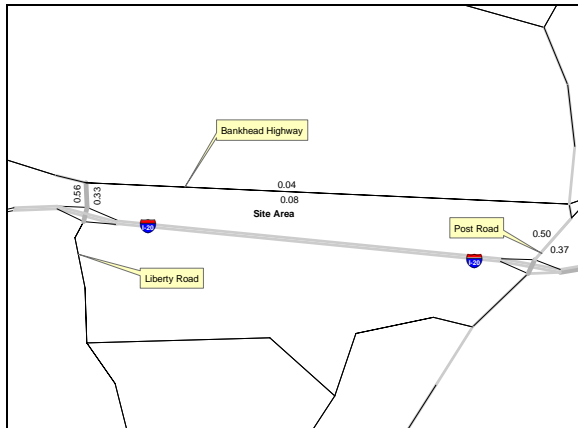 Bankhead Highway
0.56
0.33
0.04
0.08
Site Area
I-20
Post Road
0.50
0.37
I-20
Liberty Road